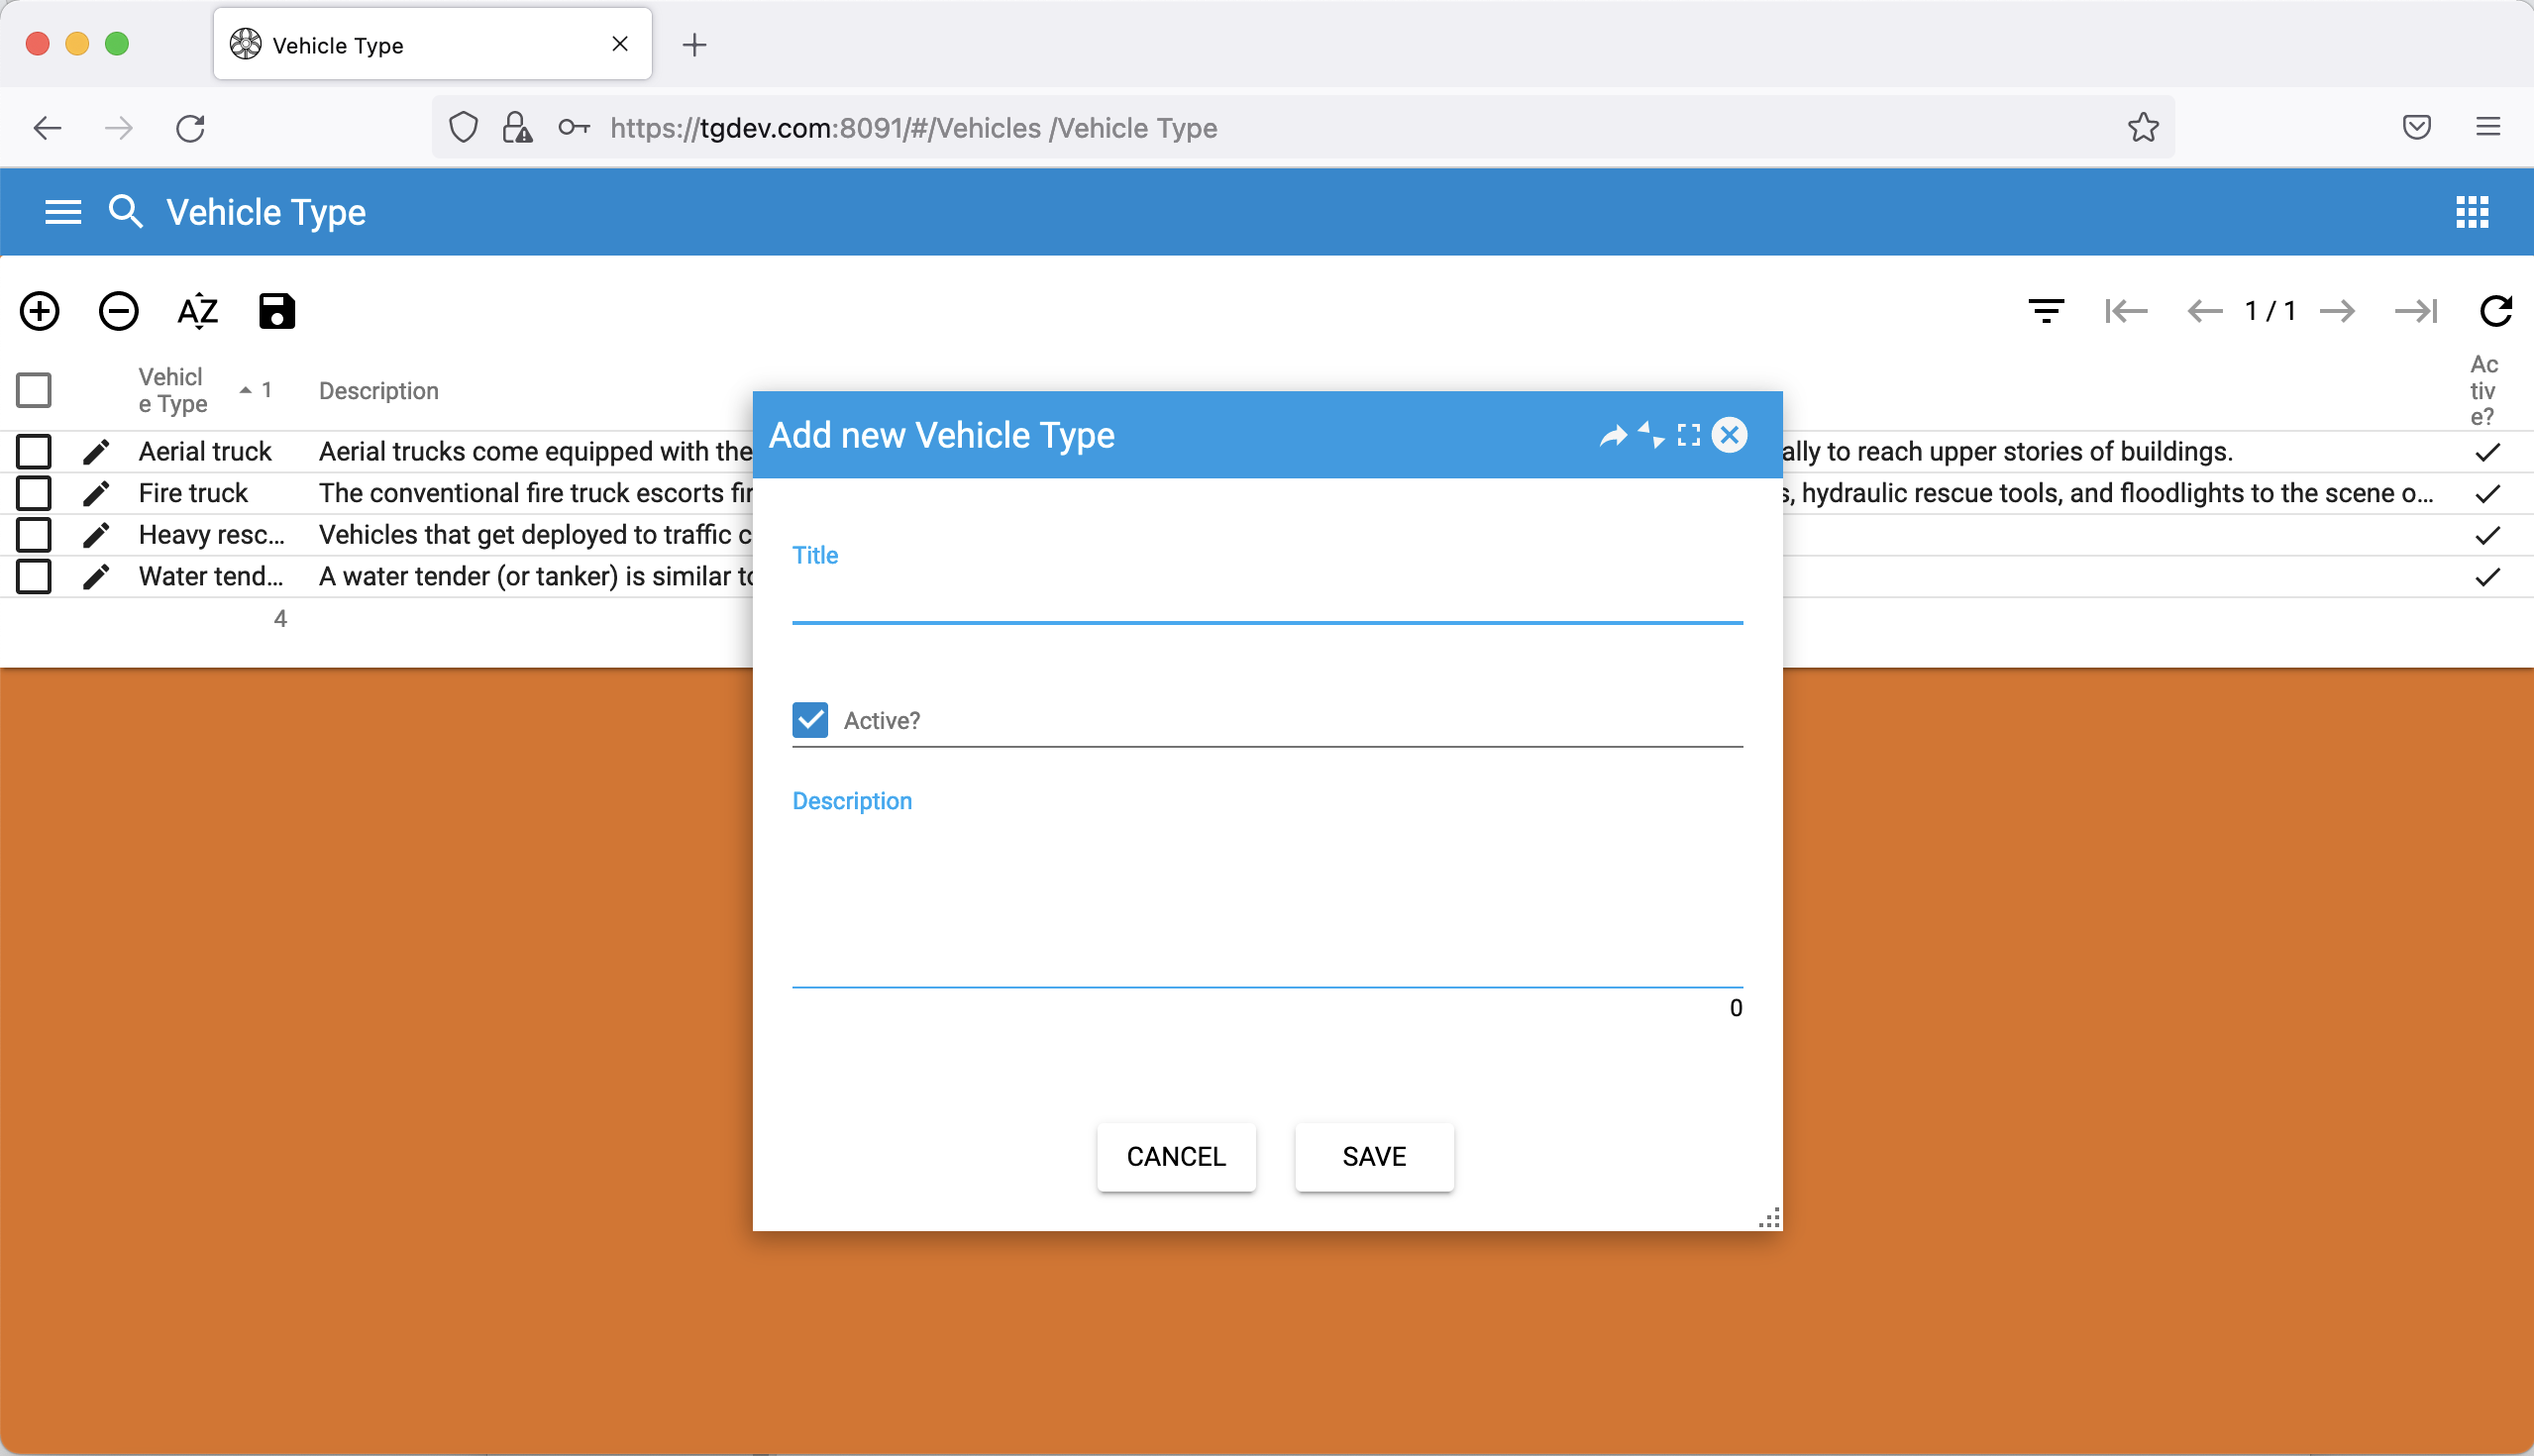 Vehicle Type
https://tgdev.com:8091/#/Vehicles /Vehicle Type
Vehicle Type
AZ
1 / 1
Vehicl
e Type
1
Description
Ac
tiv
e?
Aerial truck Aerial trucks come equipped with the ally to reach upper stories of buildings.
Fire truck The conventional fire truck escorts fir s, hydraulic rescue tools, and floodlights to the scene o...
Heavy resc... Vehicles that get deployed to traffic c
Water tend... A water tender (or tanker) is similar to
4
Add new Vehicle Type
Title
Active?
Description
0
CANCEL SAVE